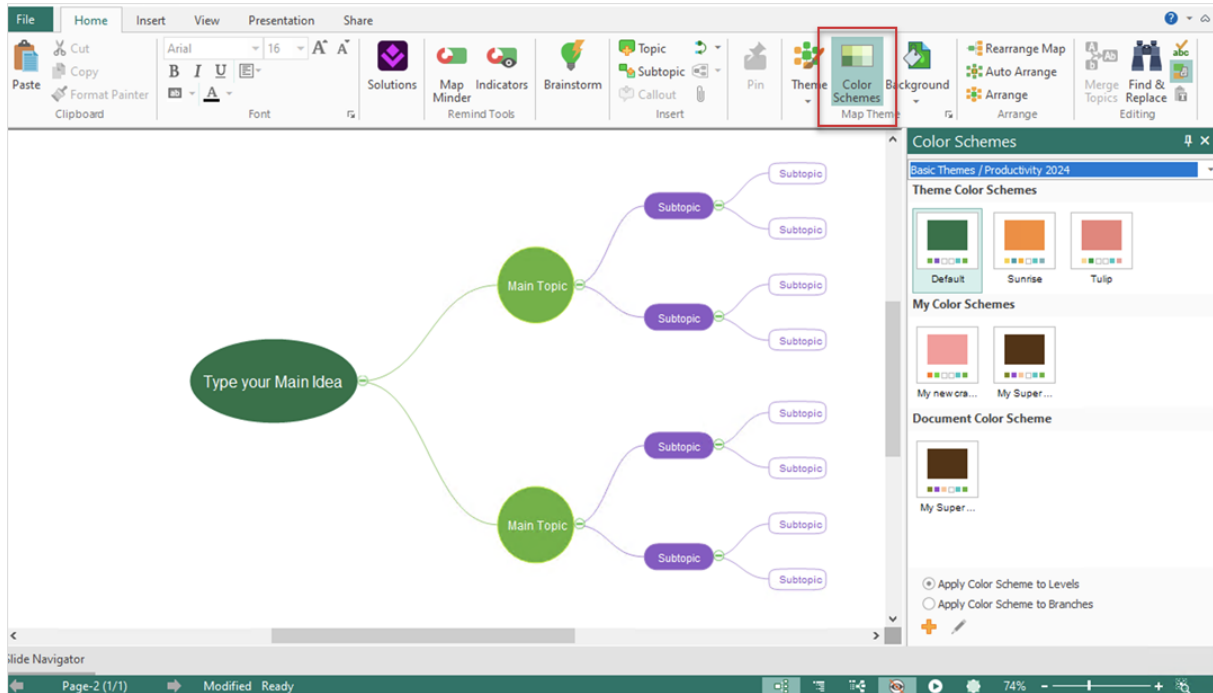 File Home Insert View Presentation Share
Cut
Copy
Format Painter
Paste
Clipboard
Arial 16 A A
B I U E
A
Font
Solutions
Map Minder
Indicators
Remind Tools
Brainstorm
Topic
Subtopic
Callout
Insert
Pin
Theme
Color Schemes
Background
Map Theme
Rearrange Map
Auto Arrange
Arrange
Arrange
Merge Topics
Find & Replace
abc
Editing
Type your Main Idea
Main Topic
Subtopic
Subtopic
Subtopic
Subtopic
Subtopic
Subtopic
Main Topic
Subtopic
Subtopic
Subtopic
Subtopic
Subtopic
Subtopic
Color Schemes
Basic Themes / Productivity 2024
Theme Color Schemes
Default Sunrise Tulip
My Color Schemes
My new cra... My Super ...
Document Color Scheme
My Super ...
Apply Color Scheme to Levels
Apply Color Scheme to Branches
Slide Navigator
Page-2 (1/1) Modified Ready 74%